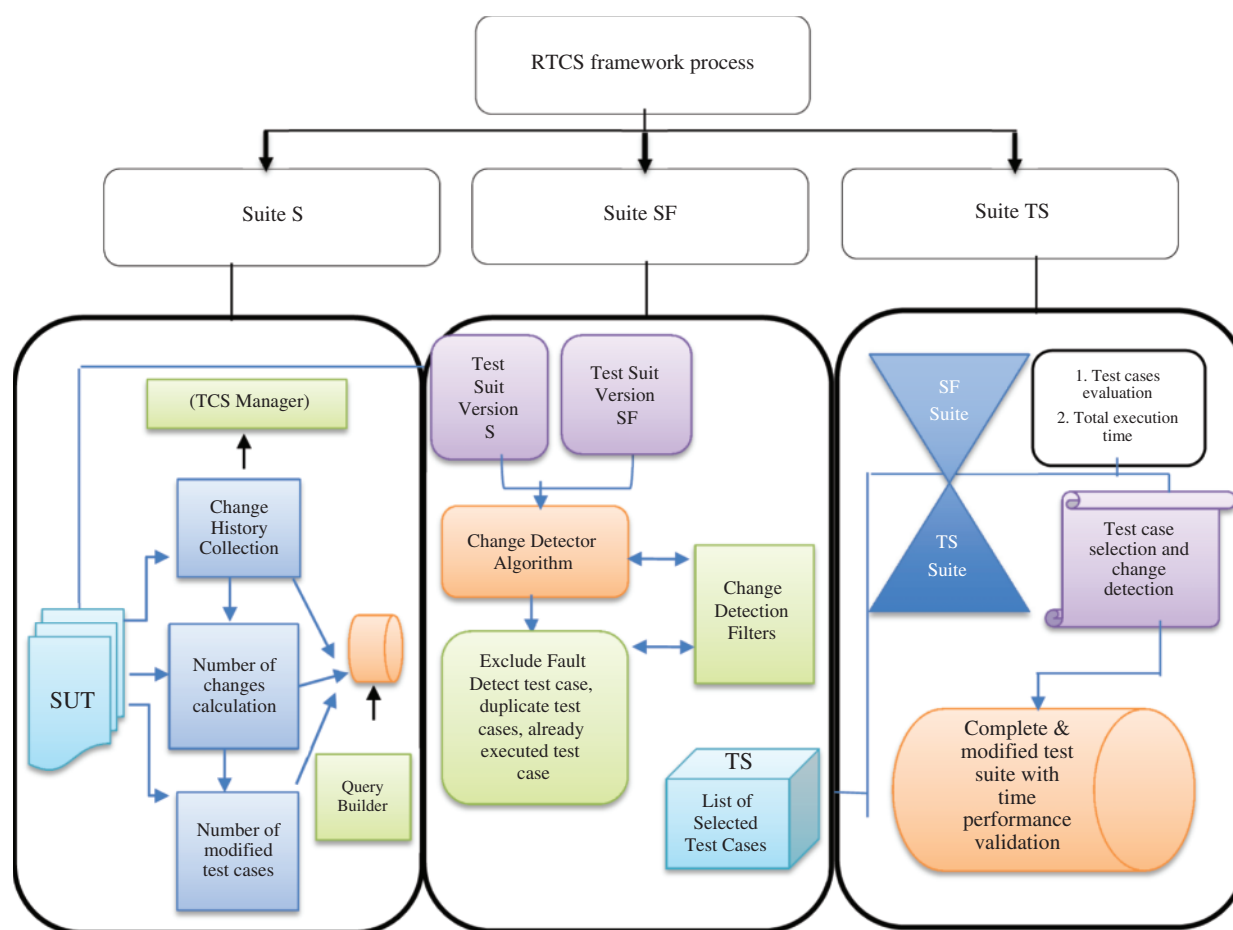 RTCS framework process
Suite S
Suite SF
Suite TS
(TCS Manager)
Change
History
Collection
SUT
Number of
changes
calculation
Query
Builder
Number of
modified
test cases
Test
Suit
Version
S
Test Suit
Version
SF
Change Detector
Algorithm
Change
Detection
Filters
Exclude Fault
Detect test case,
duplicate test
cases, already
executed test
case
TS
List of
Selected
Test Cases
SF
Suite
TS
Suite
1. Test cases
evaluation
2. Total execution
time
Test case
selection and
change
detection
Complete &
modified test
suite with
time
performance
validation